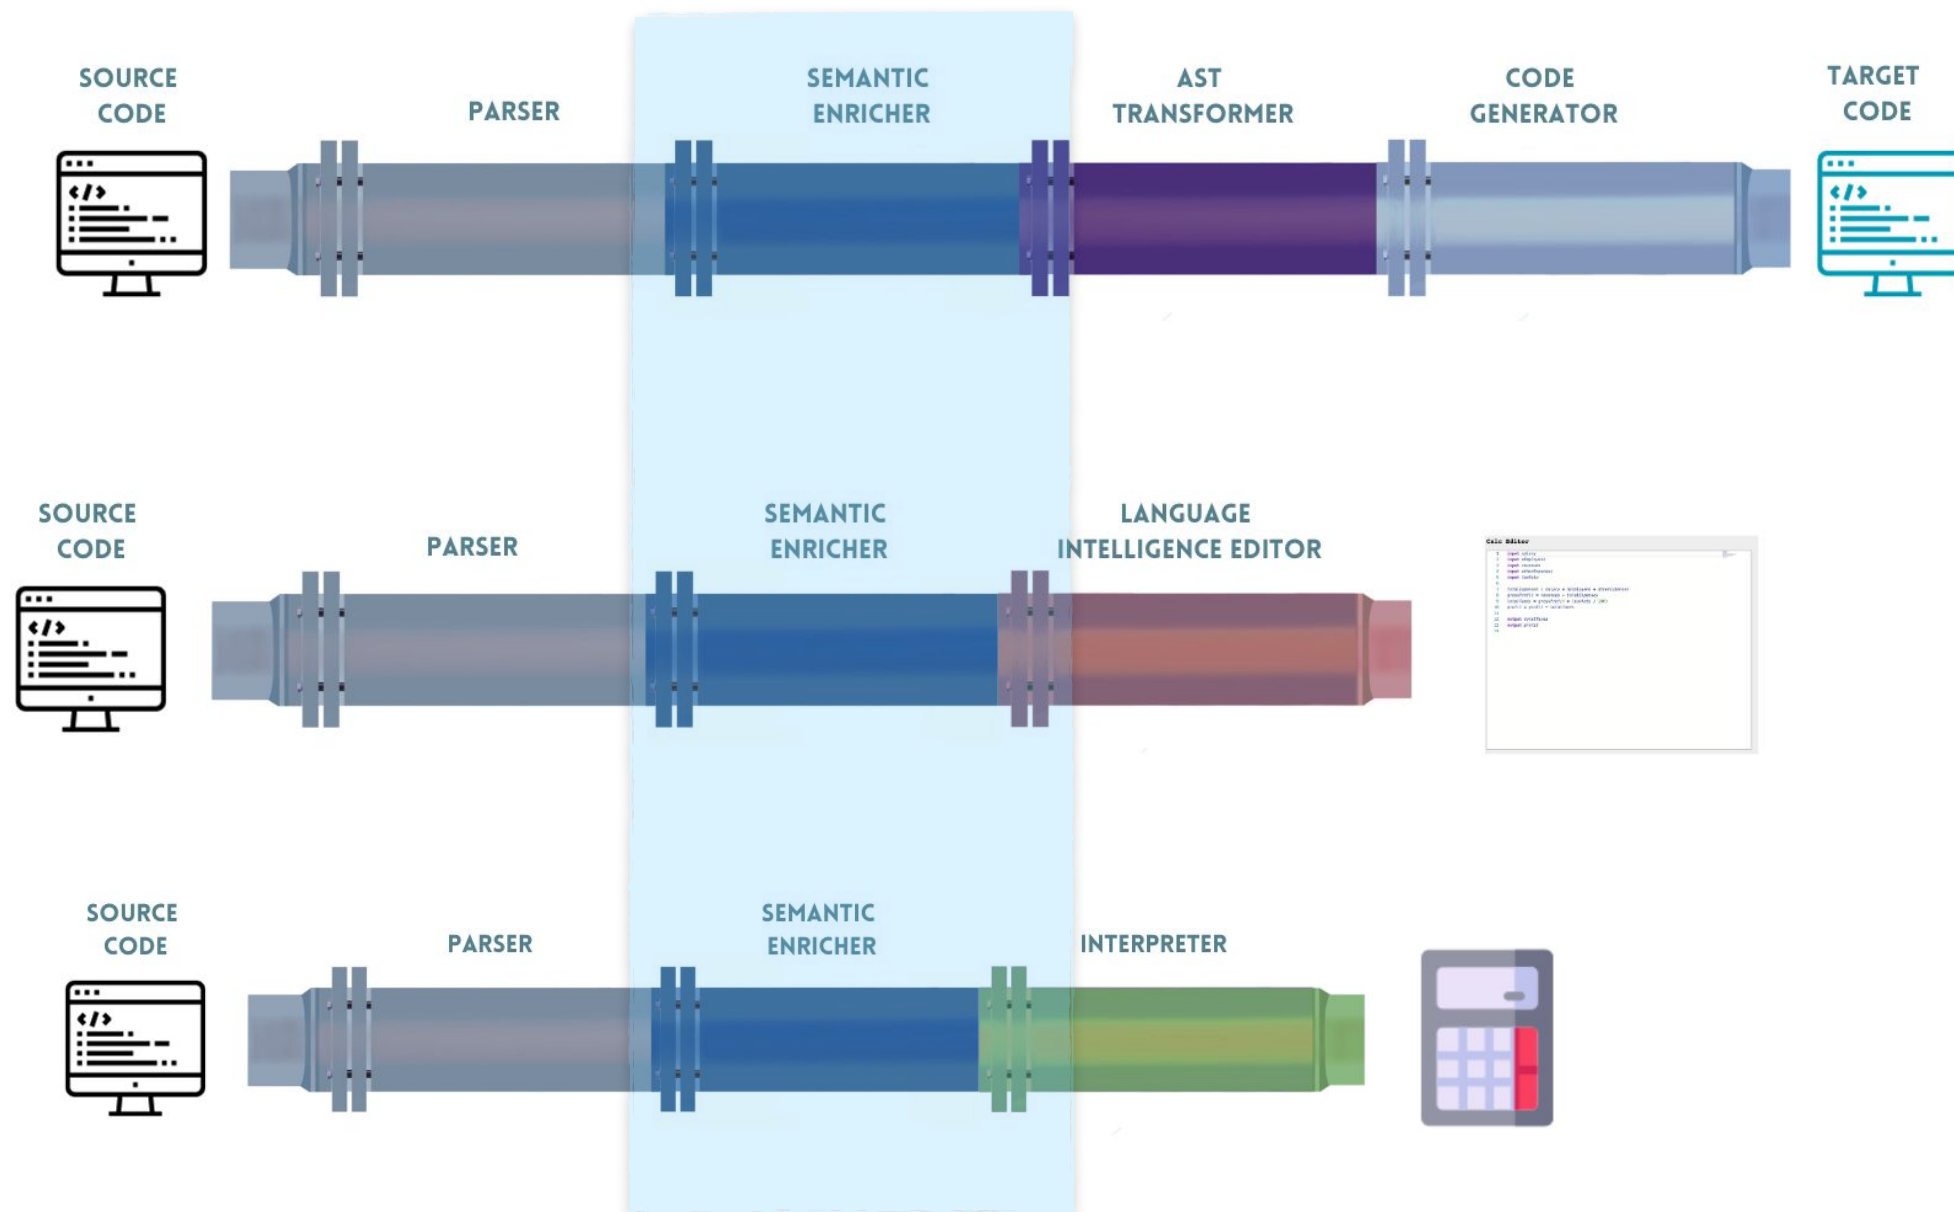 SOURCE
CODE
PARSER
SEMANTIC
ENRICHER
AST
TRANSFORMER
CODE
GENERATOR
TARGET
CODE
</>
</>
SOURCE
CODE
PARSER
SEMANTIC
ENRICHER
LANGUAGE
INTELLIGENCE EDITOR
</>
Calc Editor
SOURCE
CODE
PARSER
SEMANTIC
ENRICHER
INTERPRETER
</>